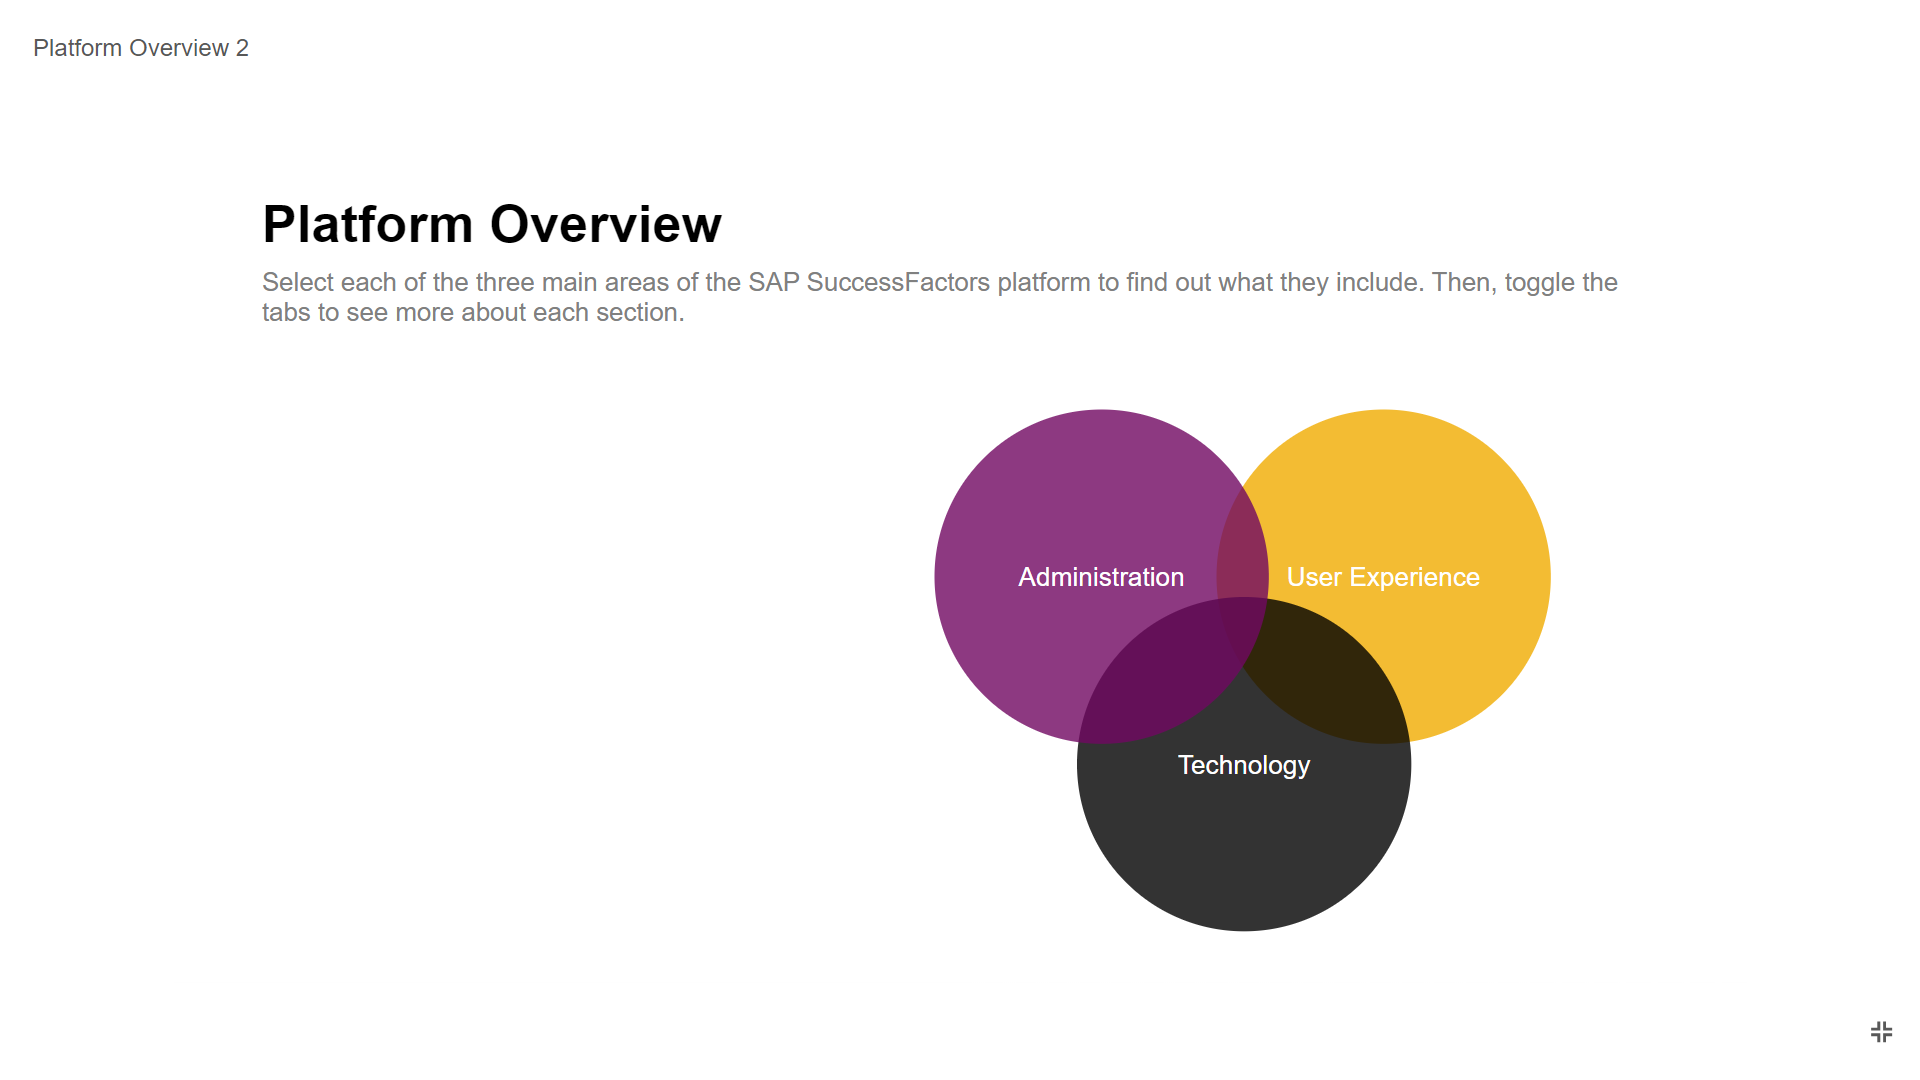 Platform Overview 2
Platform Overview
Select each of the three main areas of the SAP SuccessFactors platform to find out what they include. Then, toggle the
tabs to see more about each section.
Administration
User Experience
Technology